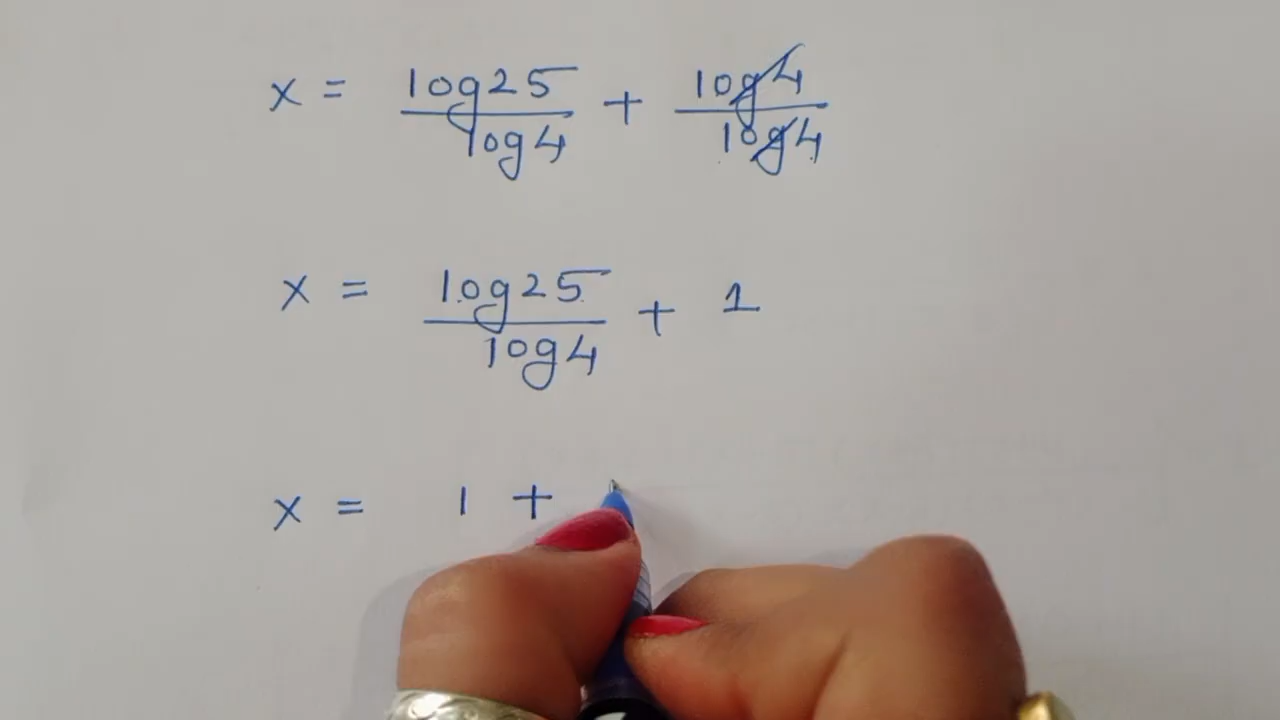 x = log25/log4 + log4/log4
x = log25/log4 + 1
x = 1 +